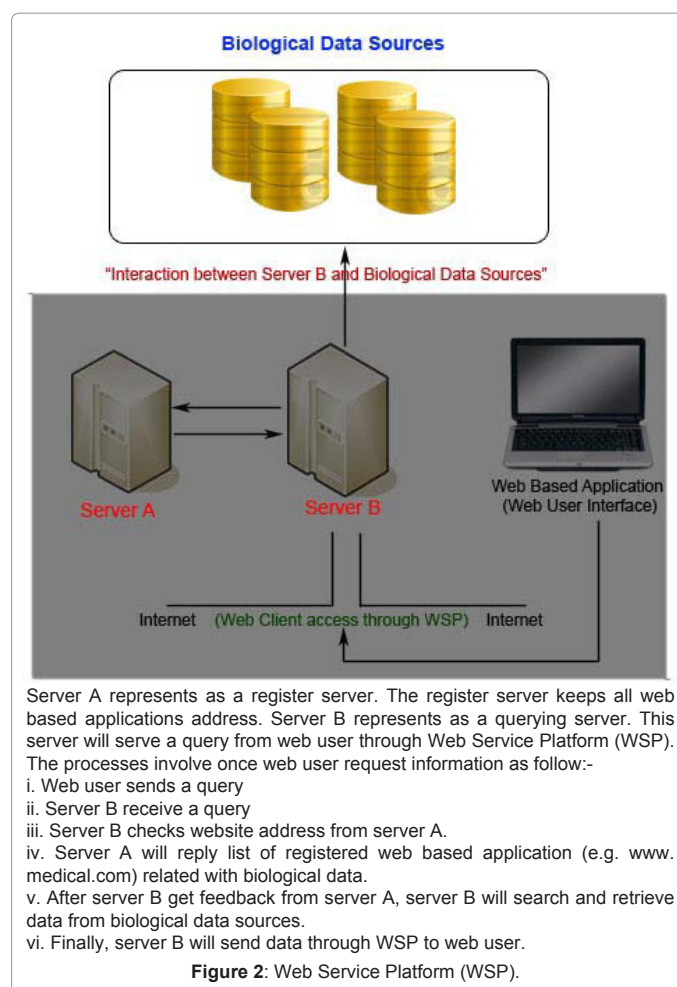 Biological Data Sources
"Interaction between Server B and Biological Data Sources"
Server A
Server B
Web Based Application
(Web User Interface)
Internet (Web Client access through WSP) Internet
Server A represents as a register server. The register server keeps all web
based applications address. Server B represents as a querying server. This
server will serve a query from web user through Web Service Platform (WSP).
The processes involve once web user request information as follow:-
i. Web user sends a query
ii. Server B receive a query
iii. Server B checks website address from server A.
iv. Server A will reply list of registered web based application (e.g. www.
medical.com) related with biological data.
v. After server B get feedback from server A, server B will search and retrieve
data from biological data sources.
vi. Finally, server B will send data through WSP to web user.
Figure 2: Web Service Platform (WSP).